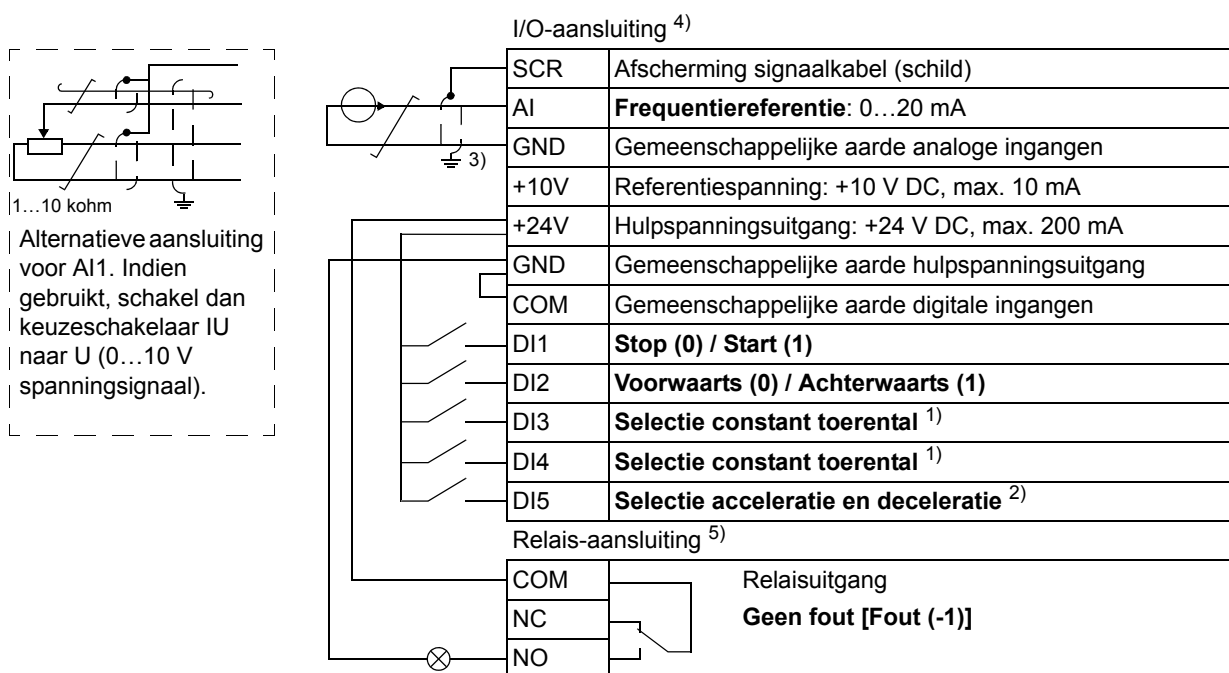 I/O-aansluiting 4)
SCR Afscherming signaalkabel (schild)
AI Frequentiereferentie: 0…20 mA
GND Gemeenschappelijke aarde analoge ingangen
3)
+10V Referentiespanning: +10 V DC, max. 10 mA
+24V Hulpspanningsuitgang: +24 V DC, max. 200 mA
GND Gemeenschappelijke aarde hulpspanningsuitgang
COM Gemeenschappelijke aarde digitale ingangen
DI1 Stop (0) / Start (1)
DI2 Voorwaarts (0) / Achterwaarts (1)
DI3 Selectie constant toerental 1)
DI4 Selectie constant toerental 1)
DI5 Selectie acceleratie en deceleratie 2)
Relais-aansluiting 5)
COM Relaisuitgang
NC Geen fout [Fout (-1)]
NO
1…10 kohm
Alternatieve aansluiting
voor AI1. Indien
gebruikt, schakel dan
keuzeschakelaar IU
naar U (0…10 V
spanningsignaal).